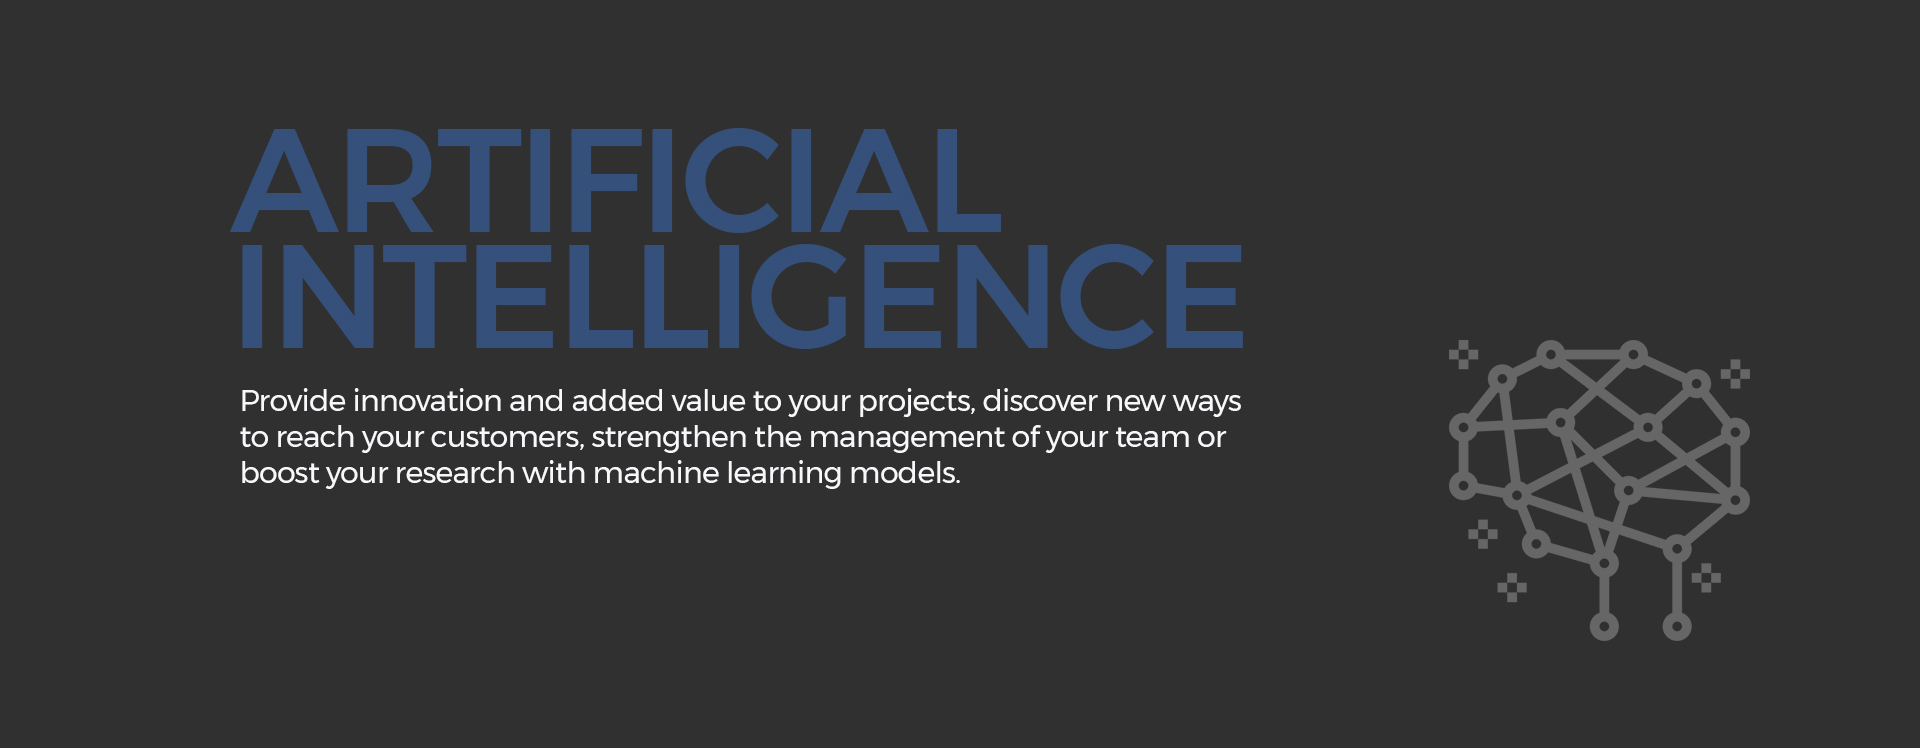 ARTIFICIAL
INTELLIGENCE
Provide innovation and added value to your projects, discover new ways
to reach your customers, strengthen the management of your team or
boost your research with machine learning models.